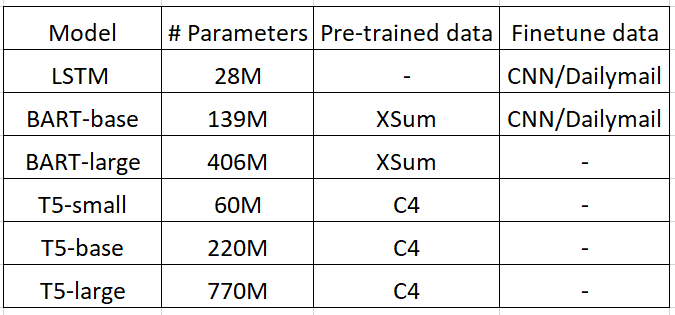 Model # Parameters Pre-trained data Finetune data
LSTM 28M - CNN/Dailymail
BART-base 139M XSum CNN/Dailymail
BART-large 406M XSum -
T5-small 60M C4 -
T5-base 220M C4 -
T5-large 770M C4 -